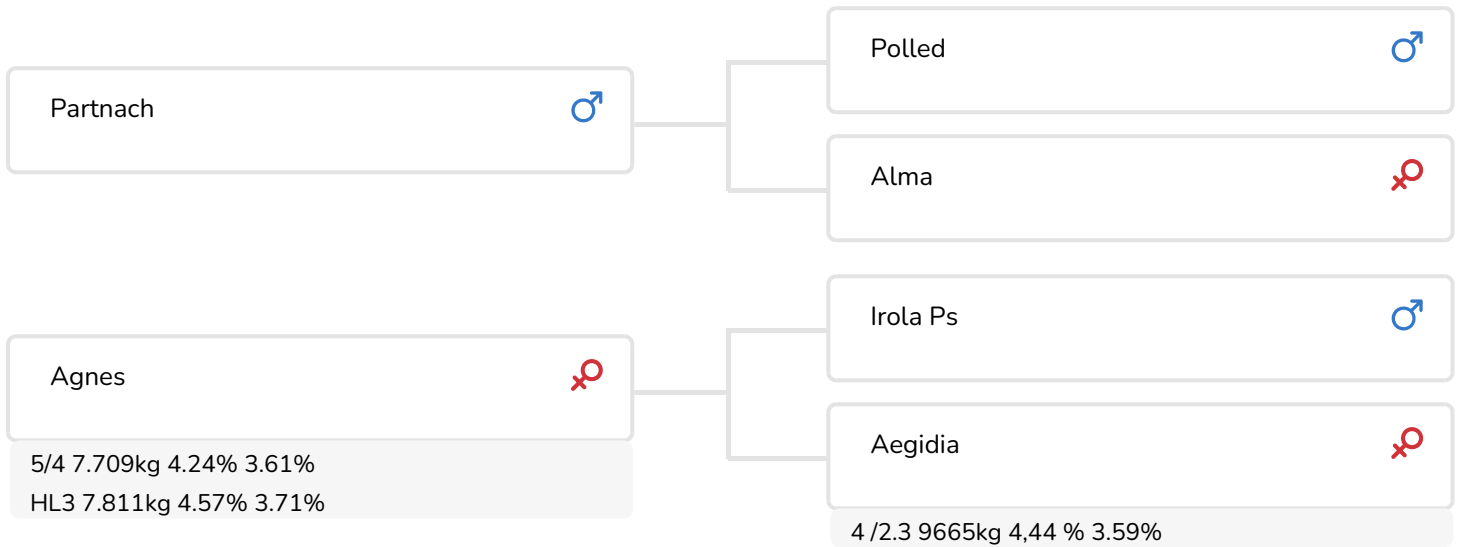 Partnach
Polled
Alma
Agnes
5/4 7.709kg 4.24% 3.61%
HL3 7.811kg 4.57% 3.71%
Irola Ps
Aegidia
4 /2.3 9665kg 4,44 % 3.59%